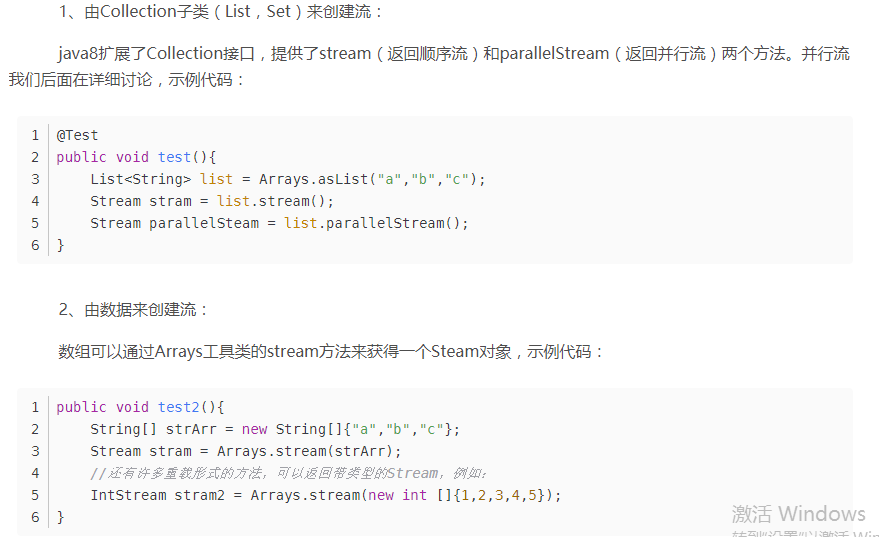 1、由Collection子类（List，Set）来创建流：
java8扩展了Collection接口，提供了stream（返回顺序流）和parallelStream（返回并行流）两个方法。并行流
我们后面在详细讨论，示例代码：
1 @Test
2 public void test(){
3     List<String> list = Arrays.asList("a","b","c");
4     Stream stram = list.stream();
5     Stream parallelSteam = list.parallelStream();
6 }
2、由数据来创建流：
数组可以通过Arrays工具类的stream方法来获得一个Steam对象，示例代码：
1 public void test2(){
2     String[] strArr = new String[]{"a","b","c"};
3     Stream stram = Arrays.stream(strArr);
4     //还有许多重载形式的方法，可以返回带类型的Stream，例如：
5     IntStream stram2 = Arrays.stream(new int []{1,2,3,4,5});
6 }
激活 Windows
转到"设置"以激活 Win